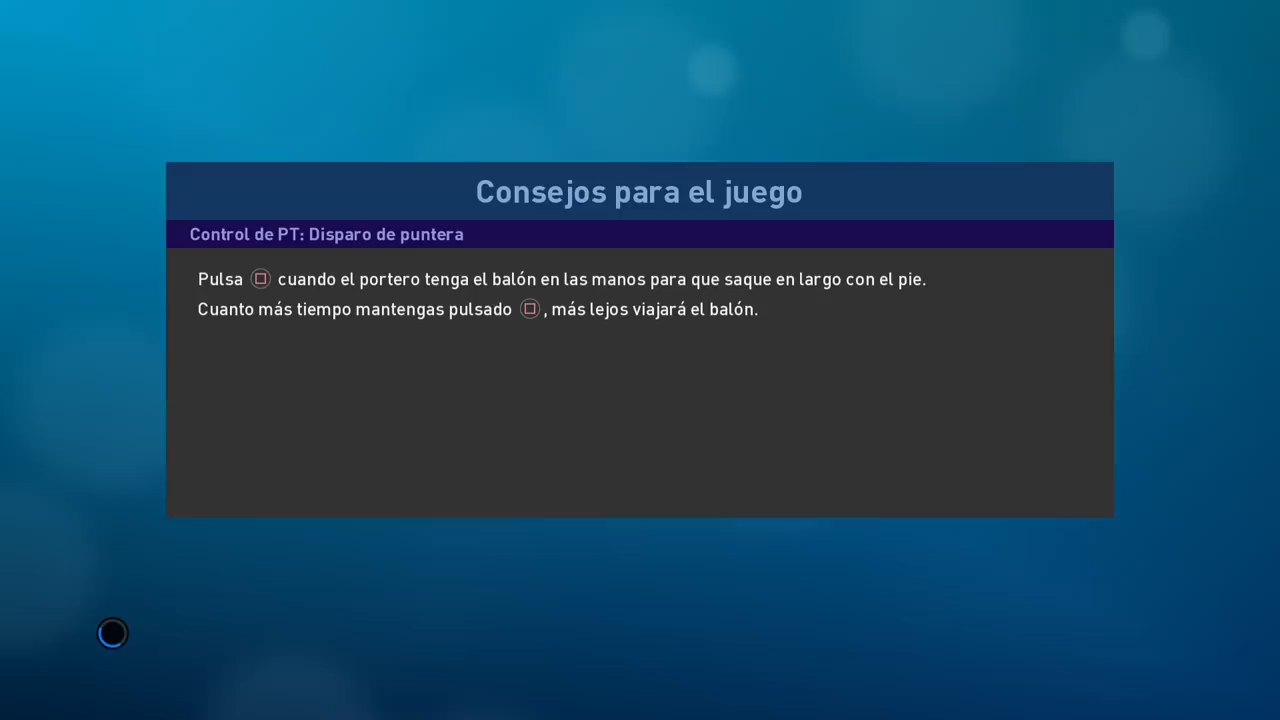 Consejos para el juego
Control de PT: Disparo de puntera
Pulsa □ cuando el portero tenga el balón en las manos para que saque en largo con el pie.
Cuanto más tiempo mantengas pulsado □, más lejos viajará el balón.